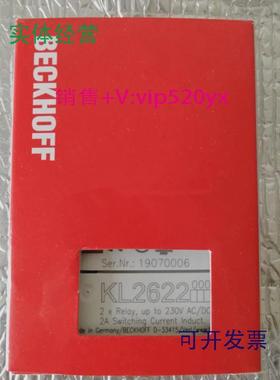 实体经营
BECKHOFF
销售+V:vip520yx
Ser.Nr.: 19070006
KL2622
2 x Relay, up to 230V AC/DC
2A Switching Current Induct.
in Germany/BECKHOFF D-33415
可开发票